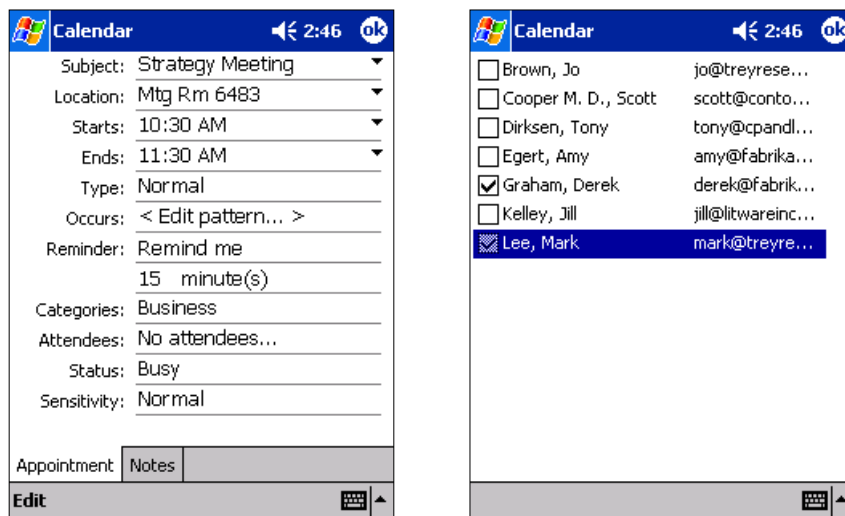 Calendar 2:46 ok
Subject: Strategy Meeting
Location: Mtg Rm 6483
Starts: 10:30 AM
Ends: 11:30 AM
Type: Normal
Occurs: < Edit pattern... >
Reminder: Remind me
15 minute(s)
Categories: Business
Attendees: No attendees...
Status: Busy
Sensitivity: Normal
Appointment Notes
Edit
Calendar 2:46 ok
Brown, Jo jo@treyrese...
Cooper M. D., Scott scott@conto...
Dirksen, Tony tony@cpandl...
Egert, Amy amy@fabrika...
Graham, Derek derek@fabrik...
Kelley, Jill jill@litwareinc...
Lee, Mark mark@treyre...